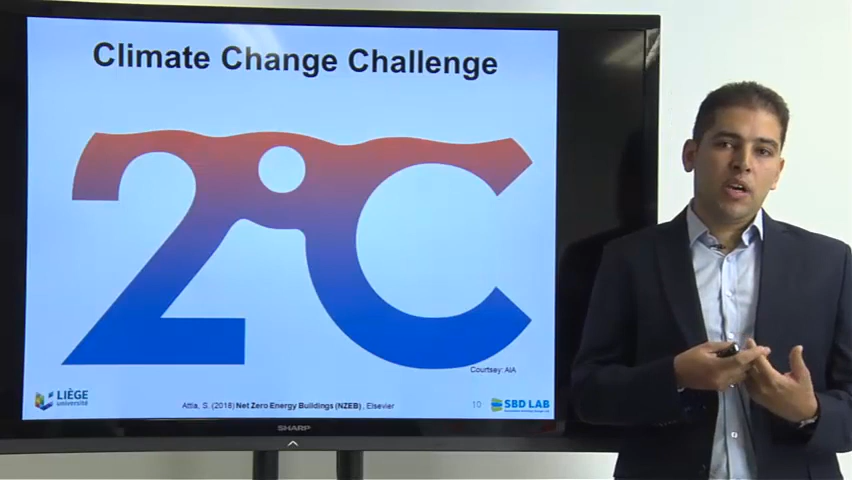 Climate Change Challenge
2°C
Courtsay: AIA
LIÈGE
université
Attia, S. (2018) Net Zero Energy Buildings (NZEB), Elsevier
10
SBD LAB
SHARP